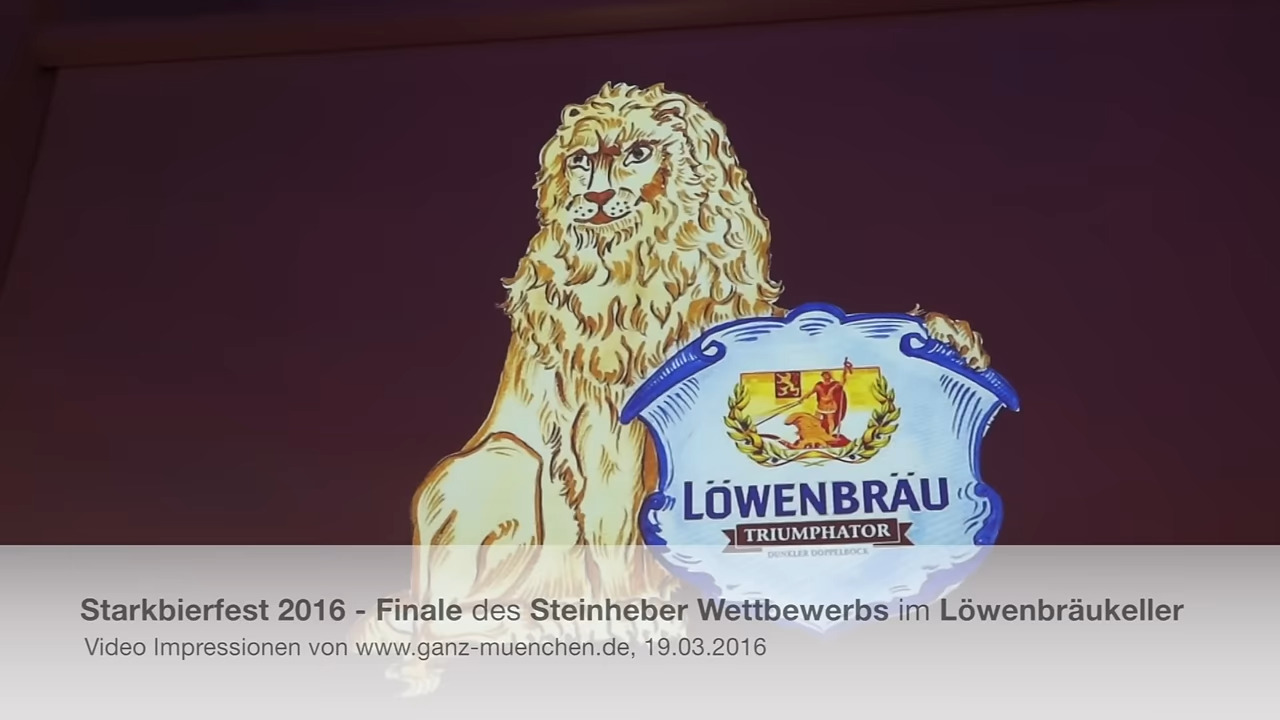 LÖWENBRÄU
TRIUMPHATOR
DUNKLER DOPPELBOCK
Starkbierfest 2016 - Finale des Steinheber Wettbewerbs im Löwenbräukeller
Video Impressionen von www.ganz-muenchen.de, 19.03.2016